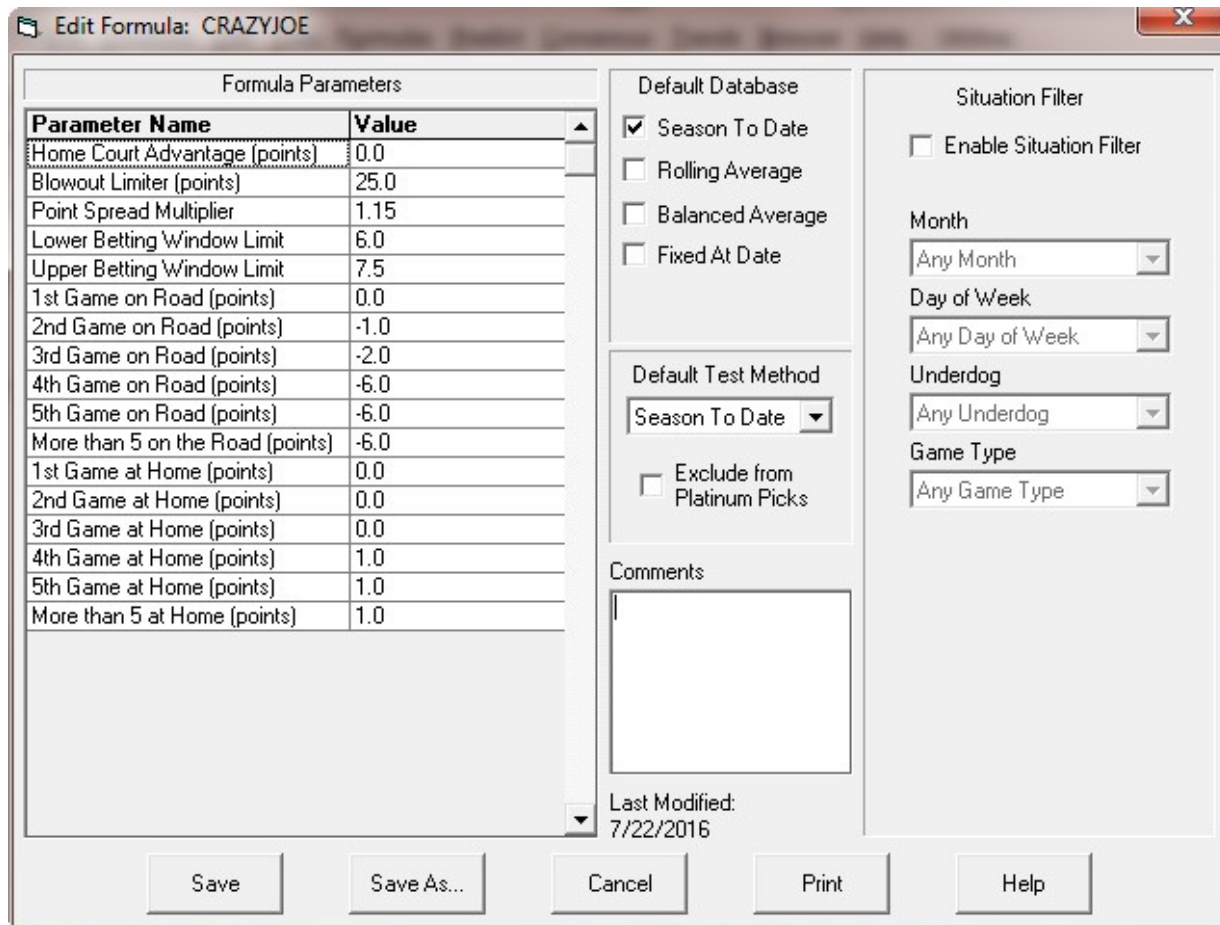 Edit Formula: CRAZYJOE
Formula Parameters
Parameter Name Value
Home Court Advantage (points) 0.0
Blowout Limiter (points) 25.0
Point Spread Multiplier 1.15
Lower Betting Window Limit 6.0
Upper Betting Window Limit 7.5
1st Game on Road (points) 0.0
2nd Game on Road (points) -1.0
3rd Game on Road (points) -2.0
4th Game on Road (points) -6.0
5th Game on Road (points) -6.0
More than 5 on the Road (points) -6.0
1st Game at Home (points) 0.0
2nd Game at Home (points) 0.0
3rd Game at Home (points) 0.0
4th Game at Home (points) 1.0
5th Game at Home (points) 1.0
More than 5 at Home (points) 1.0
Default Database
Season To Date
Rolling Average
Balanced Average
Fixed At Date
Default Test Method
Season To Date
Exclude from
Platinum Picks
Comments
Last Modified:
7/22/2016
Situation Filter
Enable Situation Filter
Month
Any Month
Day of Week
Any Day of Week
Underdog
Any Underdog
Game Type
Any Game Type
Save
Save As...
Cancel
Print
Help